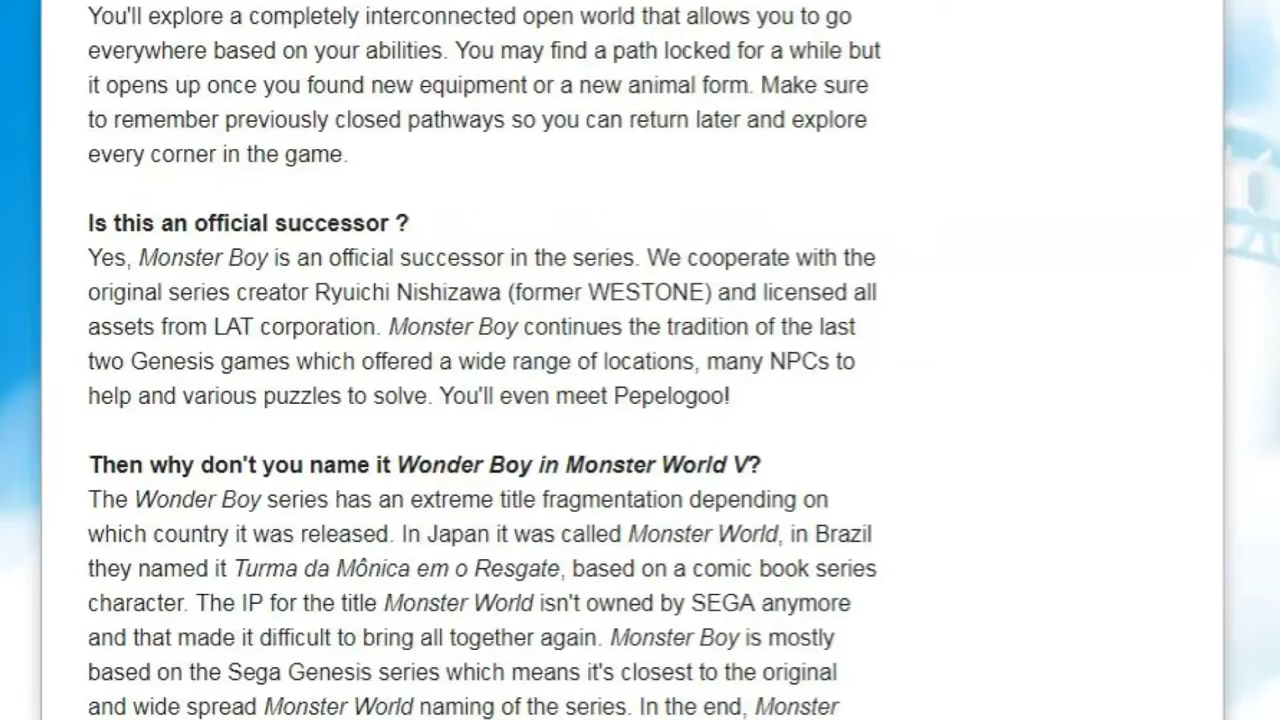 You'll explore a completely interconnected open world that allows you to go
everywhere based on your abilities. You may find a path locked for a while but
it opens up once you found new equipment or a new animal form. Make sure
to remember previously closed pathways so you can return later and explore
every corner in the game.
Is this an official successor ?
Yes, Monster Boy is an official successor in the series. We cooperate with the
original series creator Ryuichi Nishizawa (former WESTONE) and licensed all
assets from LAT corporation. Monster Boy continues the tradition of the last
two Genesis games which offered a wide range of locations, many NPCs to
help and various puzzles to solve. You'll even meet Pepelogoo!
Then why don't you name it Wonder Boy in Monster World V?
The Wonder Boy series has an extreme title fragmentation depending on
which country it was released. In Japan it was called Monster World, in Brazil
they named it Turma da Mônica em o Resgate, based on a comic book series
character. The IP for the title Monster World isn't owned by SEGA anymore
and that made it difficult to bring all together again. Monster Boy is mostly
based on the Sega Genesis series which means it's closest to the original
and wide spread Monster World naming of the series. In the end, Monster